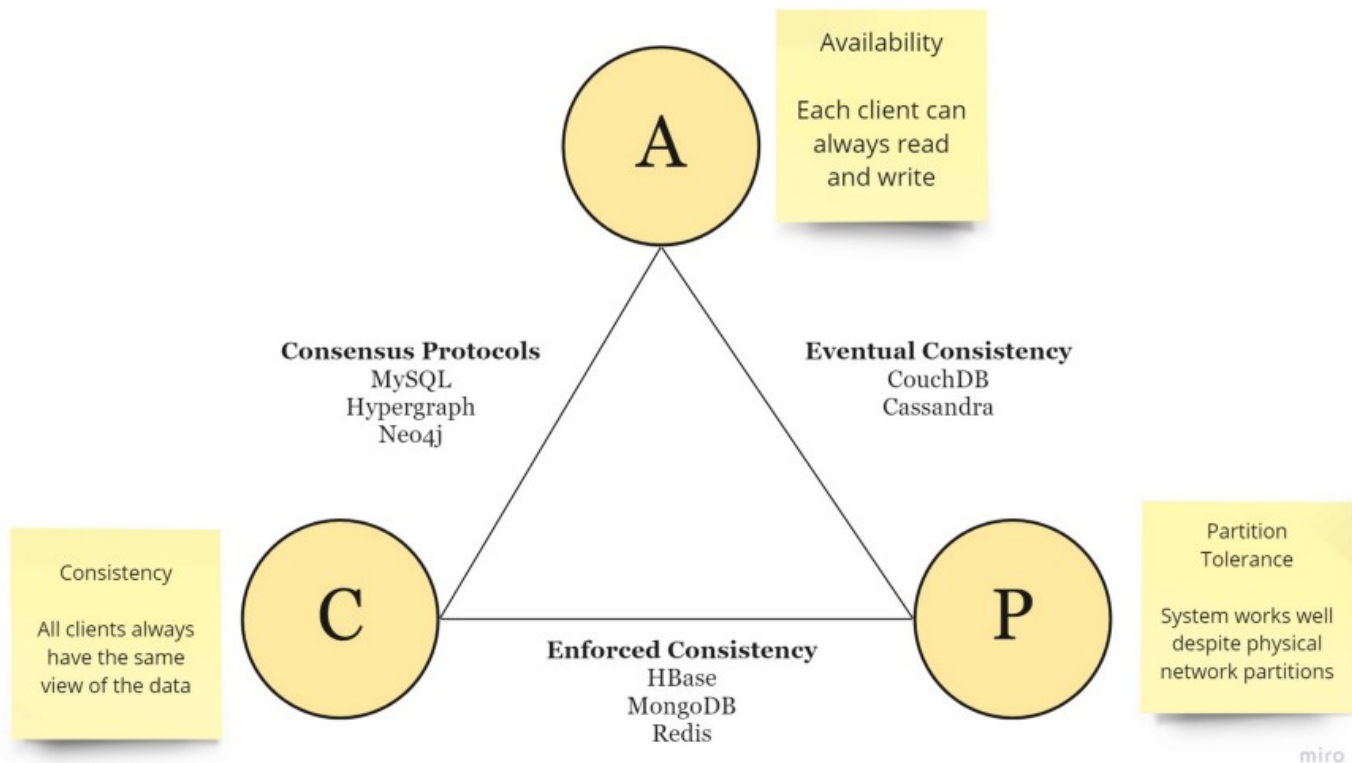 A
Availability
Each client can
always read
and write
Consensus Protocols
MySQL
Hypergraph
Neo4j
Eventual Consistency
CouchDB
Cassandra
Consistency
All clients always
have the same
view of the data
C
Enforced Consistency
HBase
MongoDB
Redis
P
Partition
Tolerance
System works well
despite physical
network partitions
miro